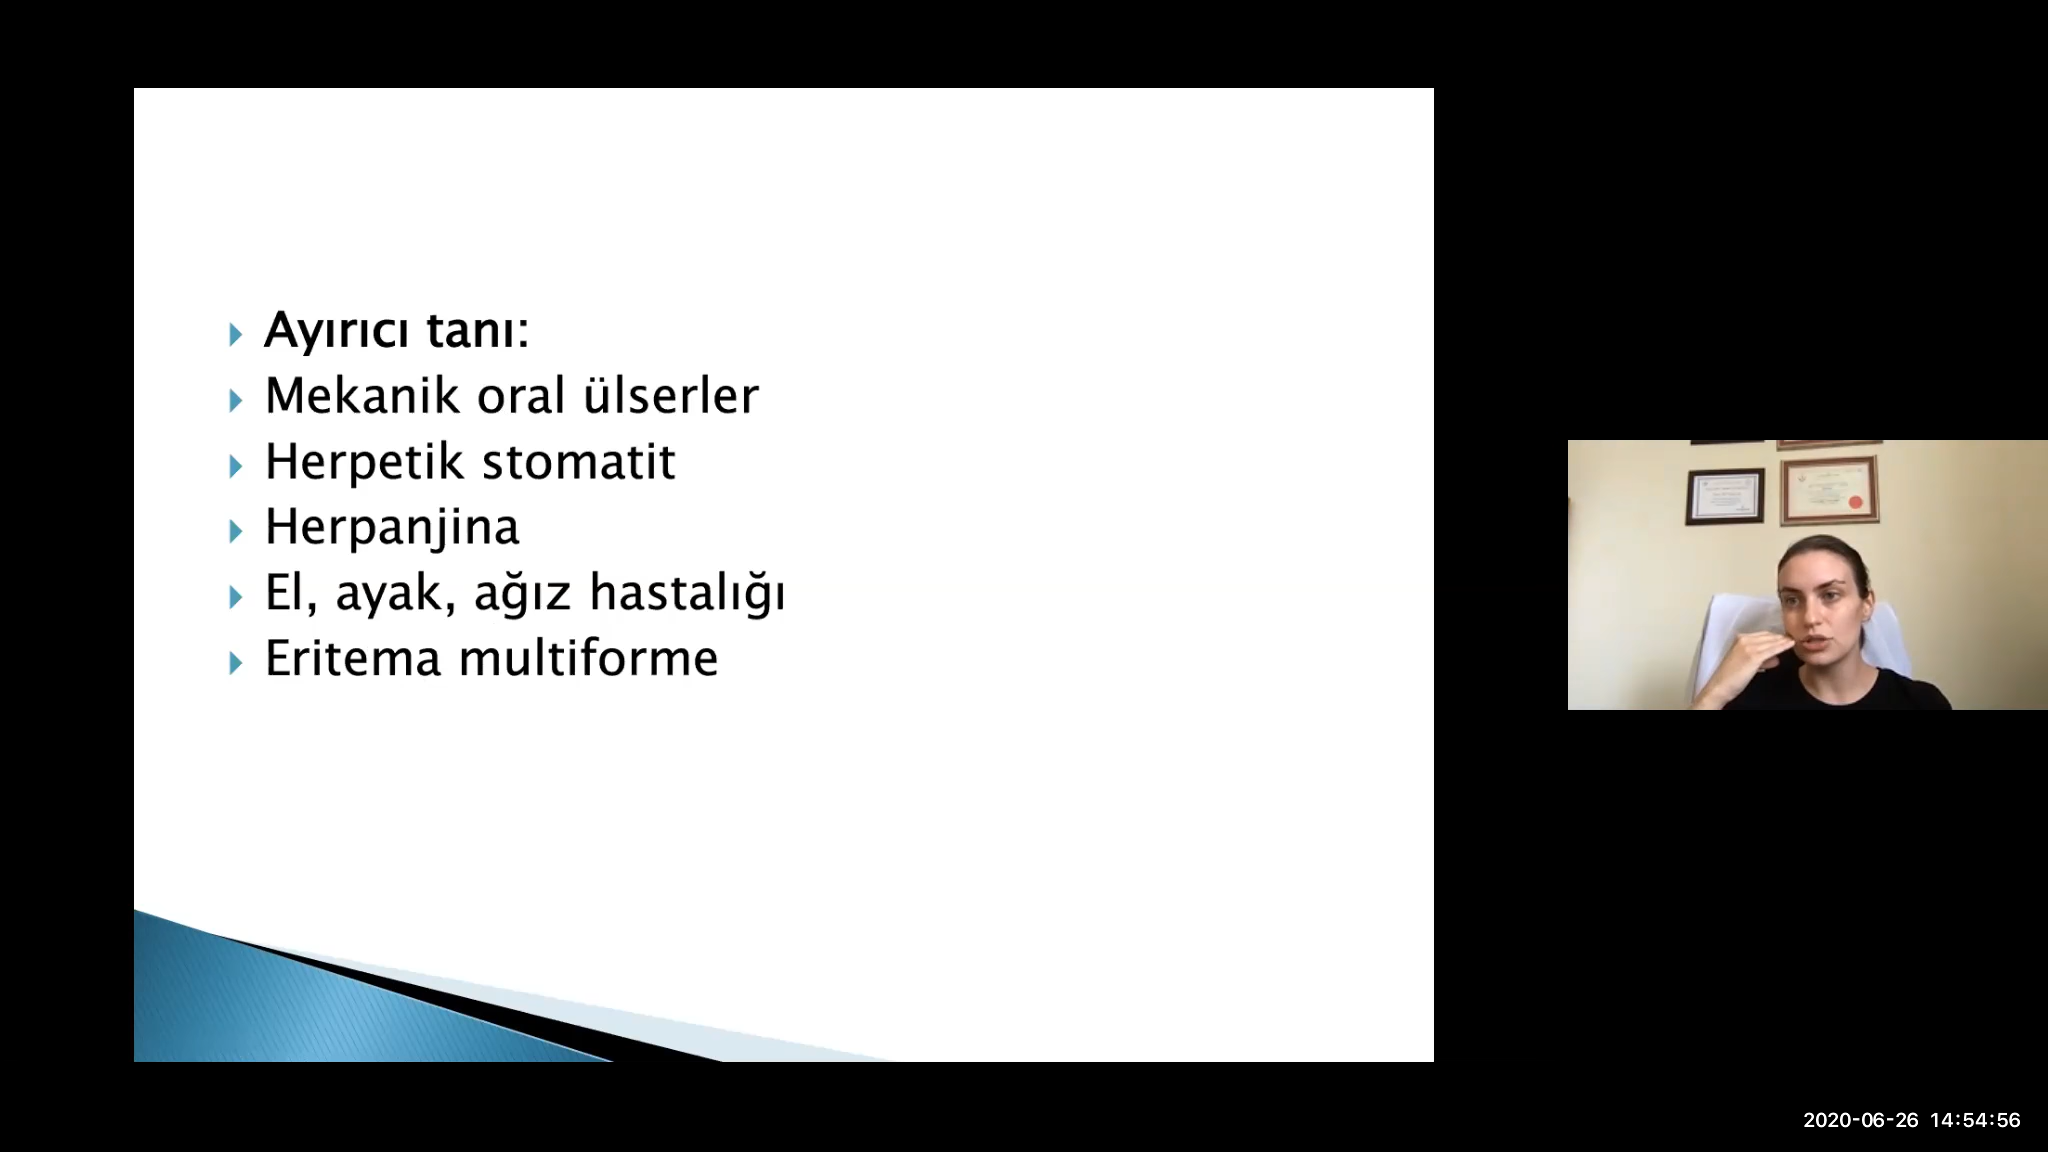 Ayırıcı tanı:
Mekanik oral ülserler
Herpetik stomatit
Herpanjina
El, ayak, ağız hastalığı
Eritema multiforme
2020-06-26 14:54:56